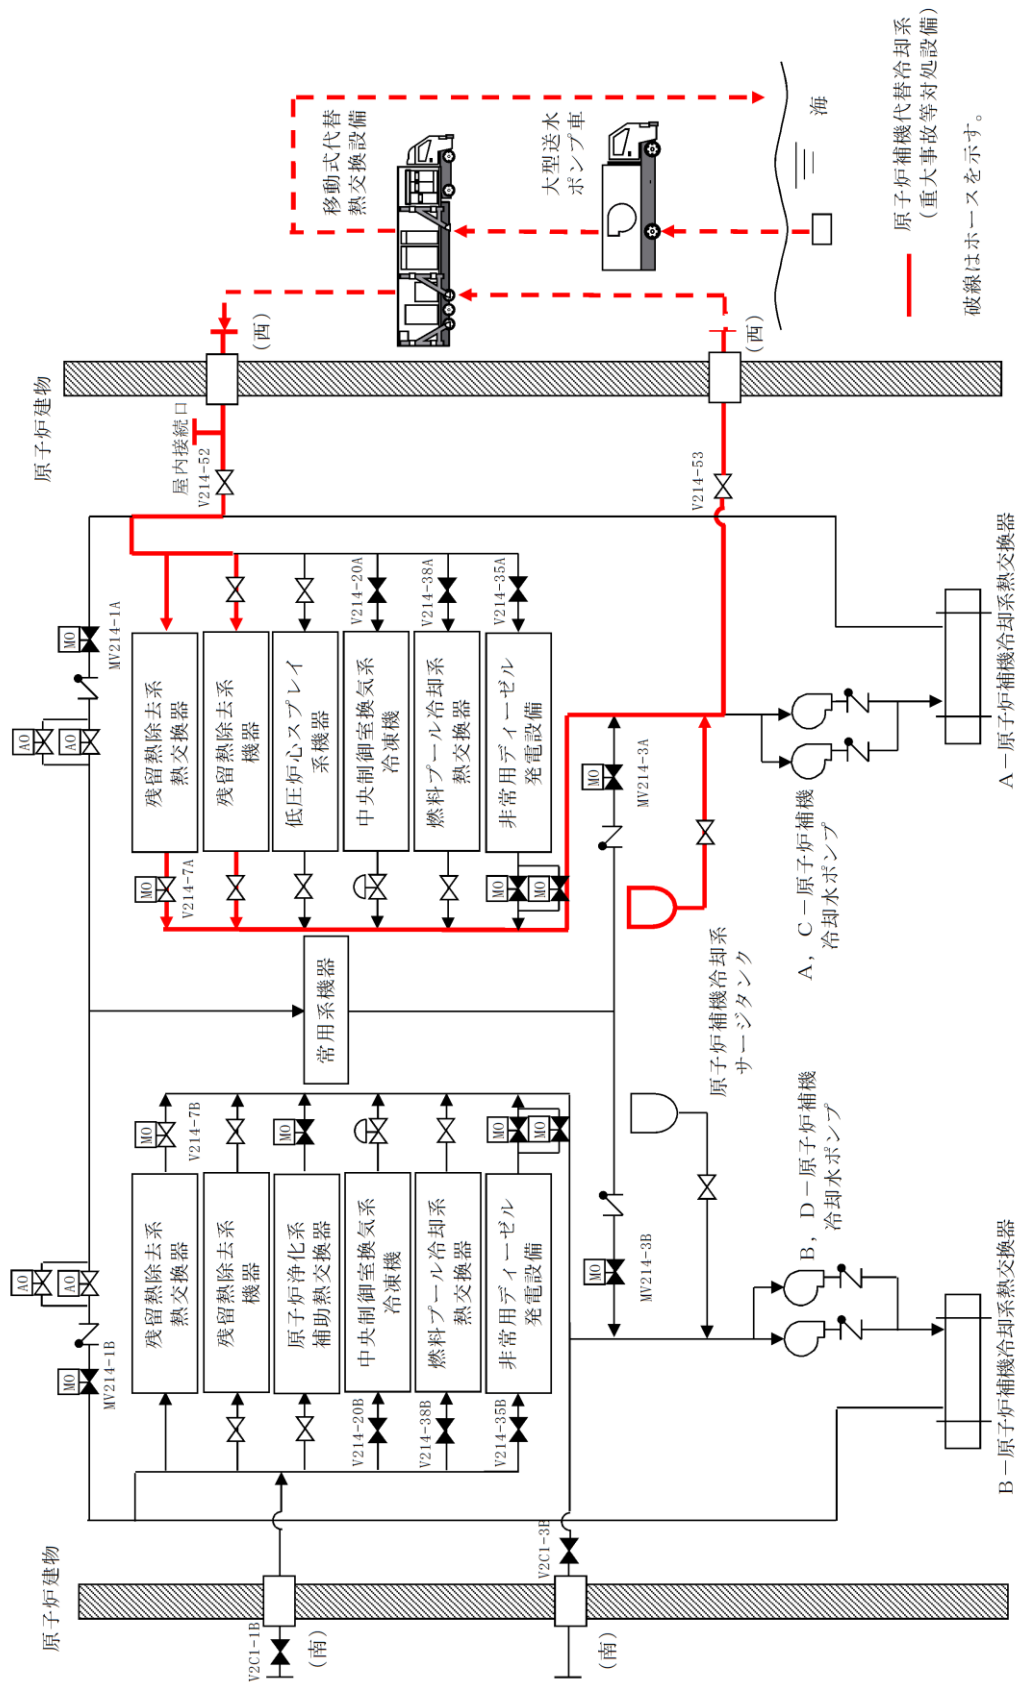 原子炉建物
V2C1-1B
(南)
V2C1-3B
(南)
MO
MV214-1B
AO
AO
残留熱除去系
熱交換器
残留熱除去系
機器
原子炉浄化系
補助熱交換器
中央制御室換気系
冷凍機
燃料プール冷却系
熱交換器
非常用ディーゼル
発電設備
V214-20B
V214-38B
V214-35B
MO
V214-7B
MO
MO
MO
MO
MV214-3B
B,D-原子炉補機
冷却水ポンプ
B-原子炉補機冷却系熱交換器
常用系機器
原子炉補機冷却系
サージタンク
AO
AO
MO
MV214-1A
MO
V214-7A
残留熱除去系
熱交換器
残留熱除去系
機器
低圧炉心スプレイ
系機器
中央制御室換気系
冷凍機
燃料プール冷却系
熱交換器
非常用ディーゼル
発電設備
MO
MO
V214-20A
V214-38A
V214-35A
MO
MV214-3A
A,C-原子炉補機
冷却水ポンプ
A-原子炉補機冷却系熱交換器
原子炉建物
屋内接続口
V214-52
V214-53
(西)
(西)
移動式代替
熱交換設備
大型送水
ポンプ車
海
原子炉補機代替冷却系
(重大事故等対処設備)
破線はホースを示す。